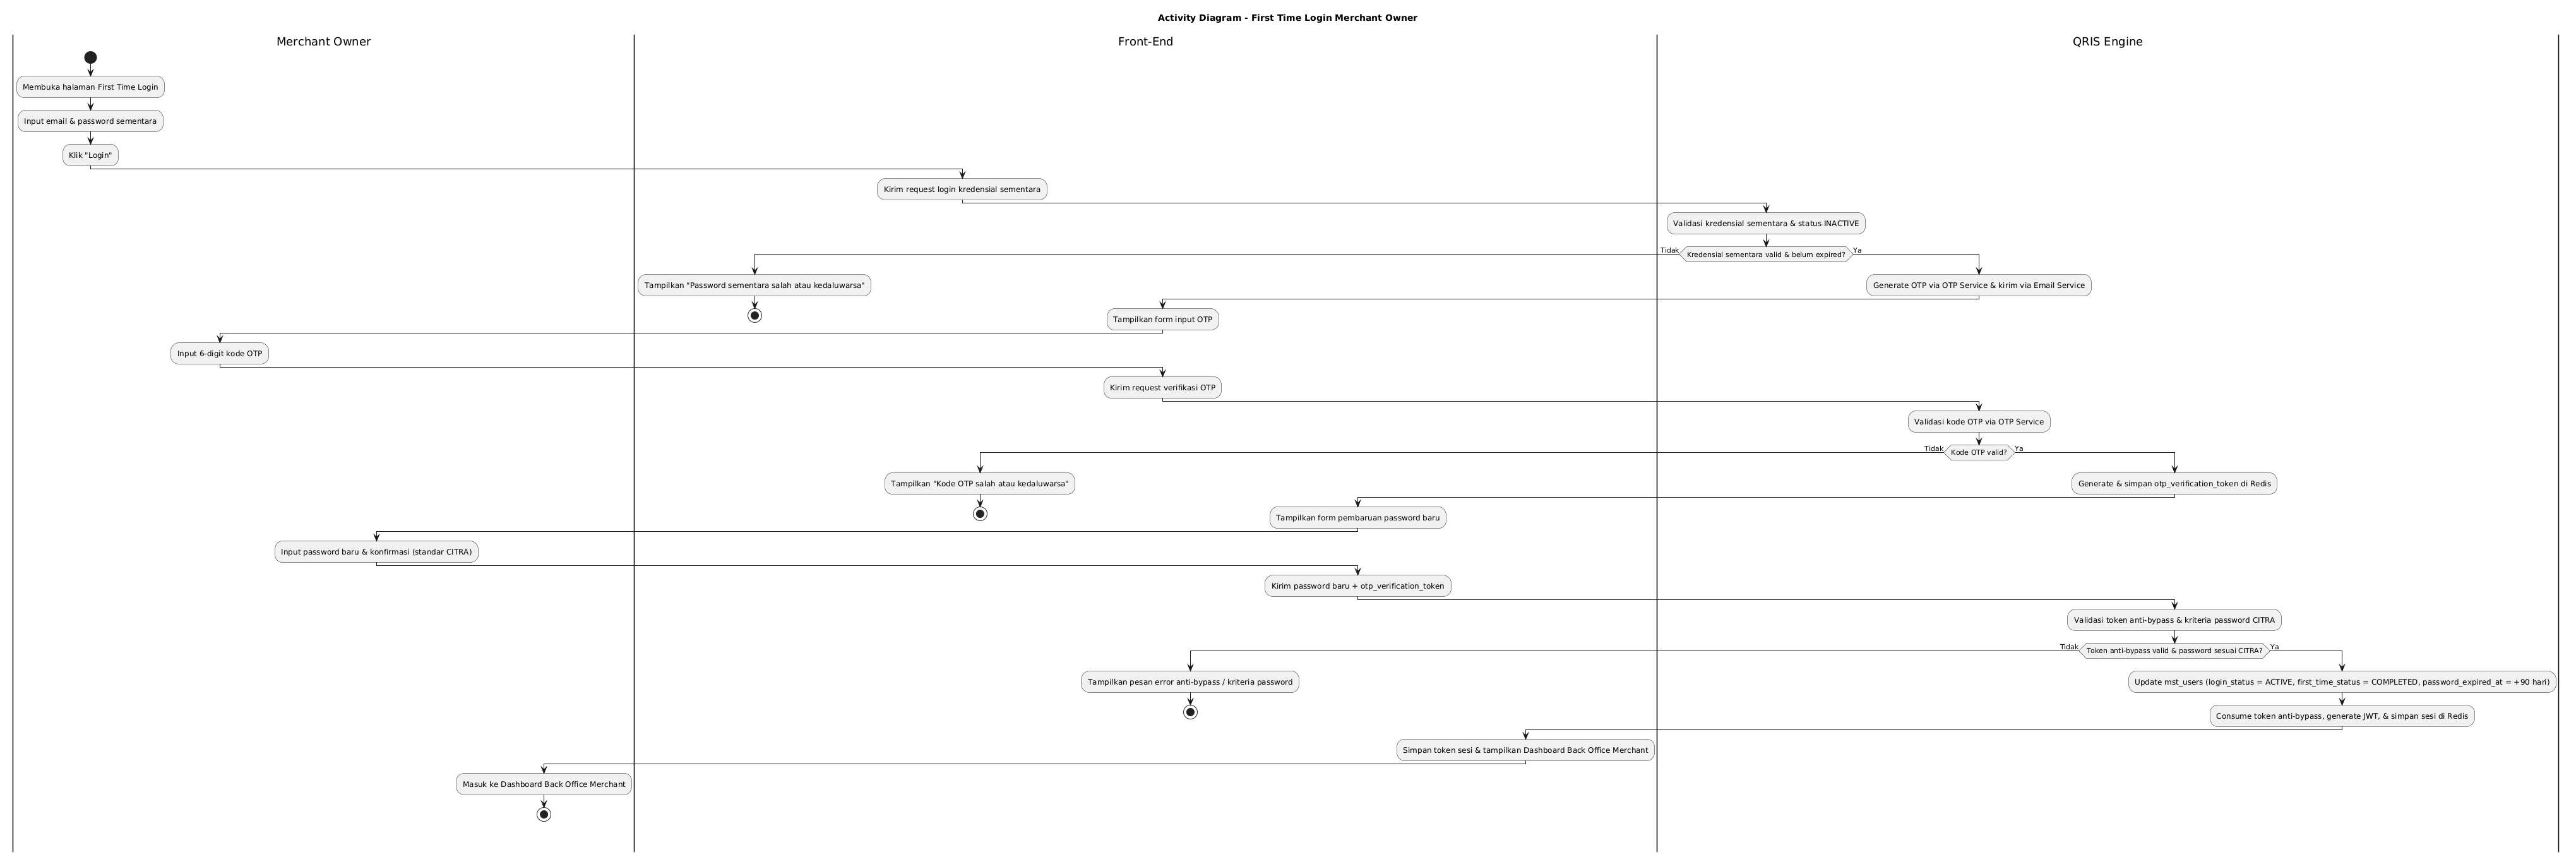 Activity Diagram - First Time Login Merchant Owner
Merchant Owner
Front-End
QRIS Engine
Membuka halaman First Time Login
Input email & password sementara
Klik "Login"
Kirim request login kredensial sementara
Validasi kredensial sementara & status INACTIVE
Tidak
Kredensial sementara valid & belum expired?
Ya
Tampilkan "Password sementara salah atau kedaluwarsa"
Generate OTP via OTP Service & kirim via Email Service
Tampilkan form input OTP
Input 6-digit kode OTP
Kirim request verifikasi OTP
Validasi kode OTP via OTP Service
Tidak
Kode OTP valid?
Ya
Tampilkan "Kode OTP salah atau kedaluwarsa"
Generate & simpan otp_verification_token di Redis
Tampilkan form pembaruan password baru
Input password baru & konfirmasi (standar CITRA)
Kirim password baru + otp_verification_token
Validasi token anti-bypass & kriteria password CITRA
Tidak
Token anti-bypass valid & password sesuai CITRA?
Ya
Tampilkan pesan error anti-bypass / kriteria password
Update mst_users (login_status = ACTIVE, first_time_status = COMPLETED, password_expired_at = +90 hari)
Consume token anti-bypass, generate JWT, & simpan sesi di Redis
Simpan token sesi & tampilkan Dashboard Back Office Merchant
Masuk ke Dashboard Back Office Merchant